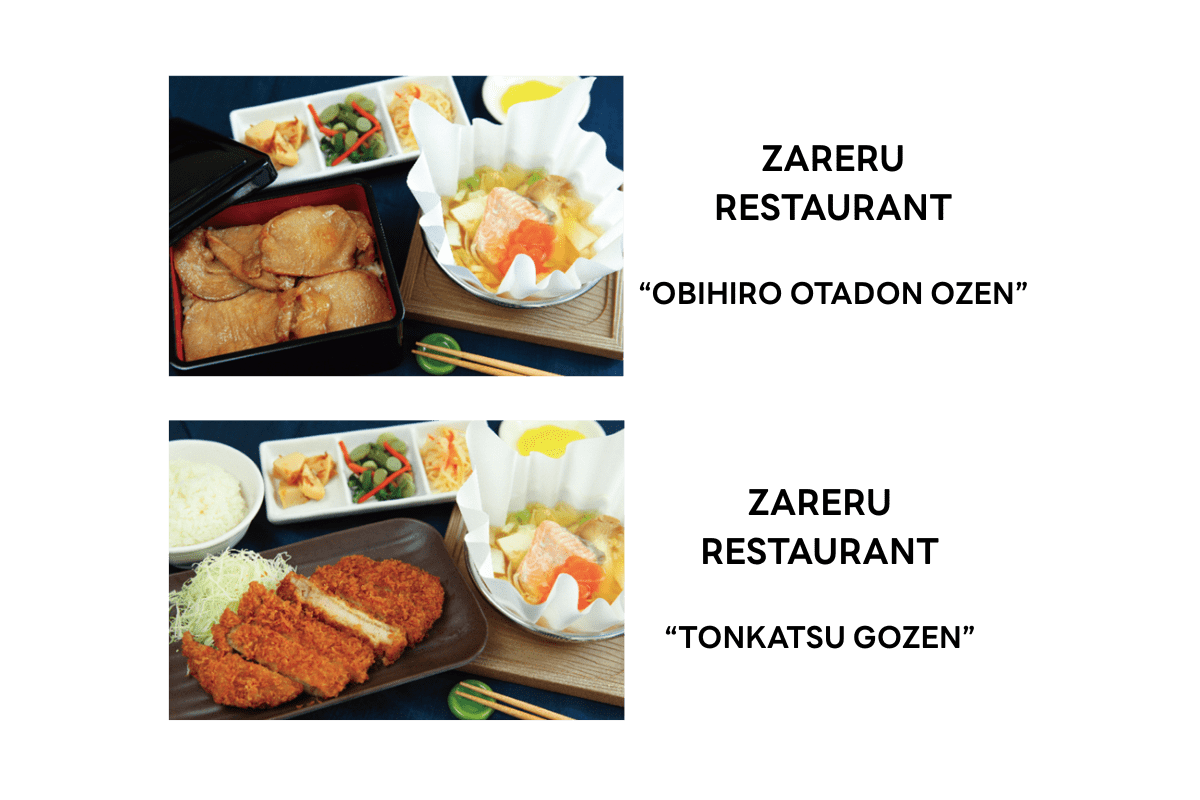 ZARERU
RESTAURANT
“OBIHIRO OTADON OZEN”
ZARERU
RESTAURANT
“TONKATSU GOZEN”